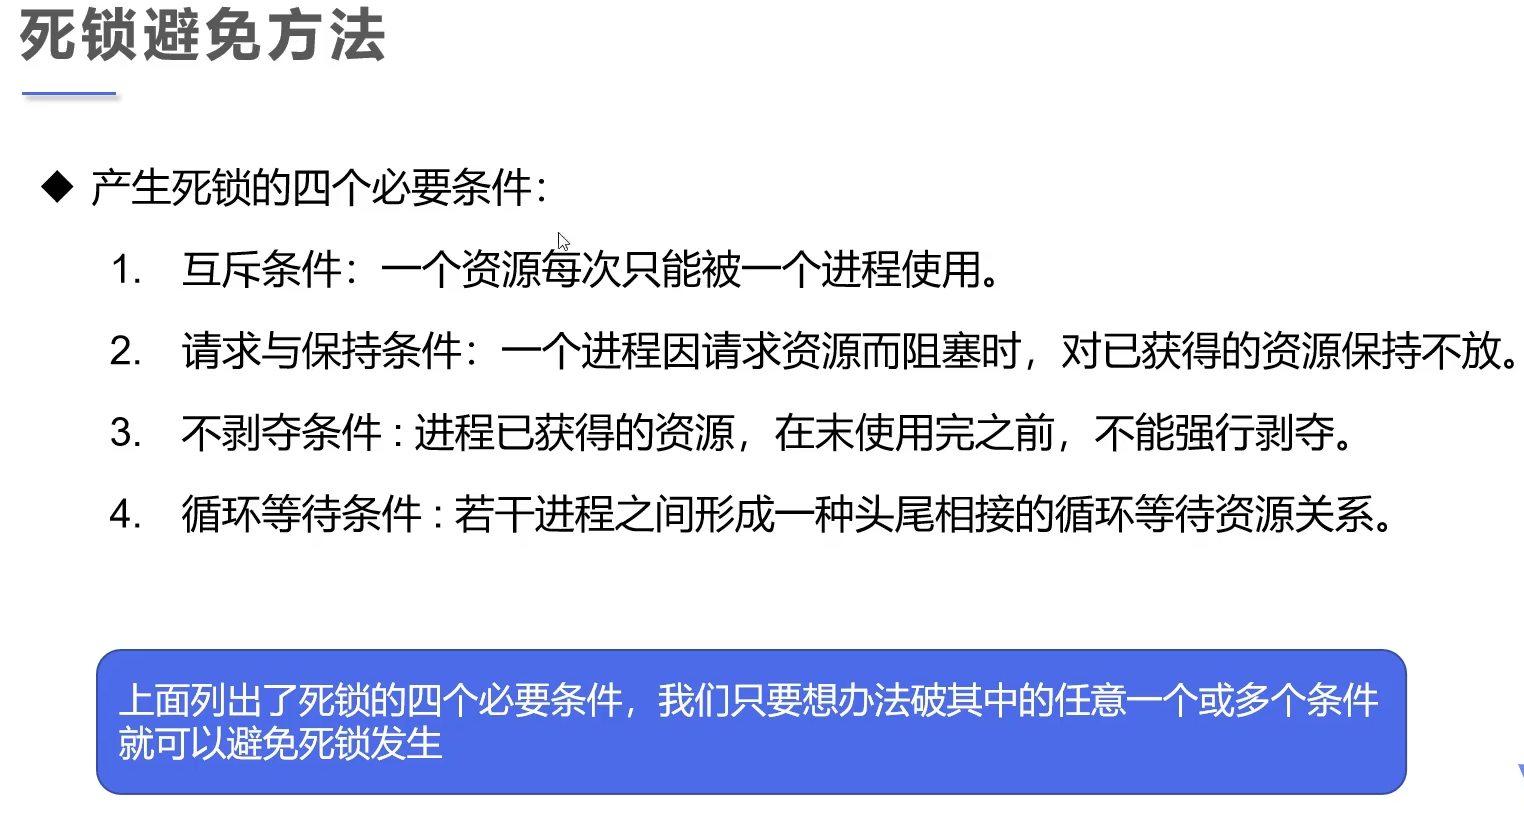 死锁避免方法
◆ 产生死锁的四个必要条件：
1. 互斥条件：一个资源每次只能被一个进程使用。
2. 请求与保持条件：一个进程因请求资源而阻塞时，对已获得的资源保持不放。
3. 不剥夺条件 : 进程已获得的资源，在末使用完之前，不能强行剥夺。
4. 循环等待条件 : 若干进程之间形成一种头尾相接的循环等待资源关系。
上面列出了死锁的四个必要条件，我们只要想办法破其中的任意一个或多个条件
就可以避免死锁发生